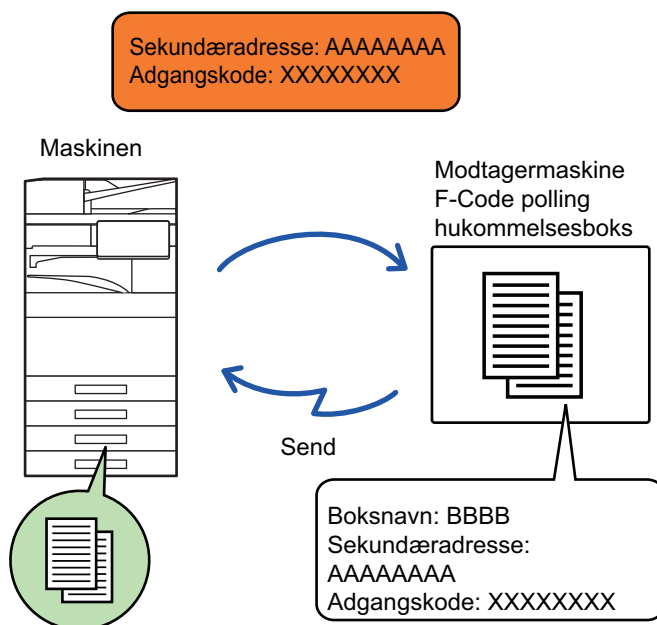 Sekundæradresse: AAAAAAAA
Adgangskode: XXXXXXXX
Maskinen
Modtagermaskine
F-Code polling
hukommelsesboks
Send
Boksnavn: BBBB
Sekundæradresse:
AAAAAAAA
Adgangskode: XXXXXXXX